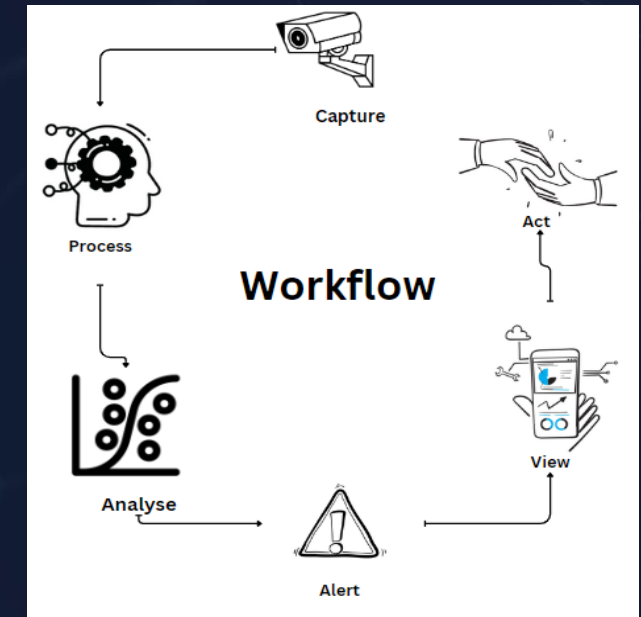 Capture
Act
Process
Workflow
View
Analyse
Alert